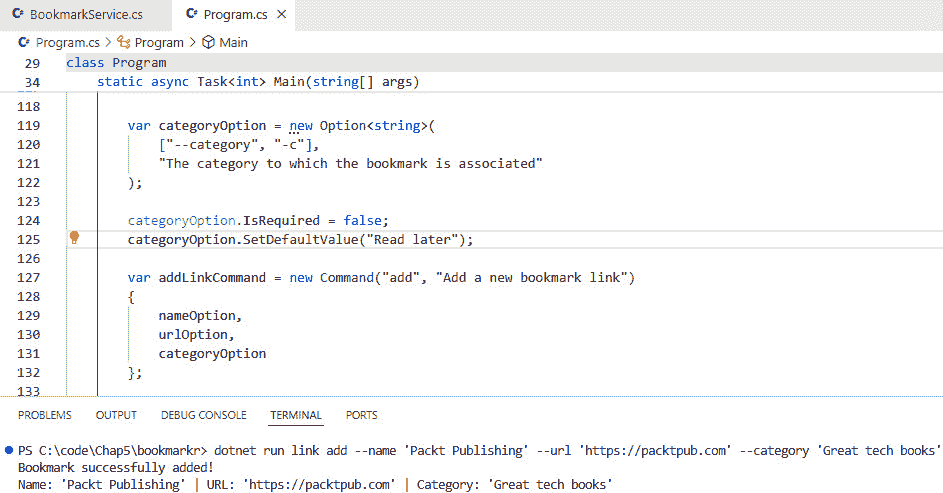 C# BookmarkService.cs C# Program.cs ×
C# Program.cs > Program > Main
29 class Program
34 static async Task<int> Main(string[] args)
118
119 var categoryOption = new Option<string>(
120 ["--category", "-c"],
121 "The category to which the bookmark is associated"
122 );
123
124 categoryOption.IsRequired = false;
125 categoryOption.SetDefaultValue("Read later");
126
127 var addLinkCommand = new Command("add", "Add a new bookmark link")
128 {
129 nameOption,
130 urlOption,
131 categoryOption
132 };
133
PROBLEMS OUTPUT DEBUG CONSOLE TERMINAL PORTS
PS C:\code\Chap5\bookmarkr> dotnet run link add --name 'Packt Publishing' --url 'https://packtpub.com' --category 'Great tech books'
Bookmark successfully added!
Name: 'Packt Publishing' | URL: 'https://packtpub.com' | Category: 'Great tech books'